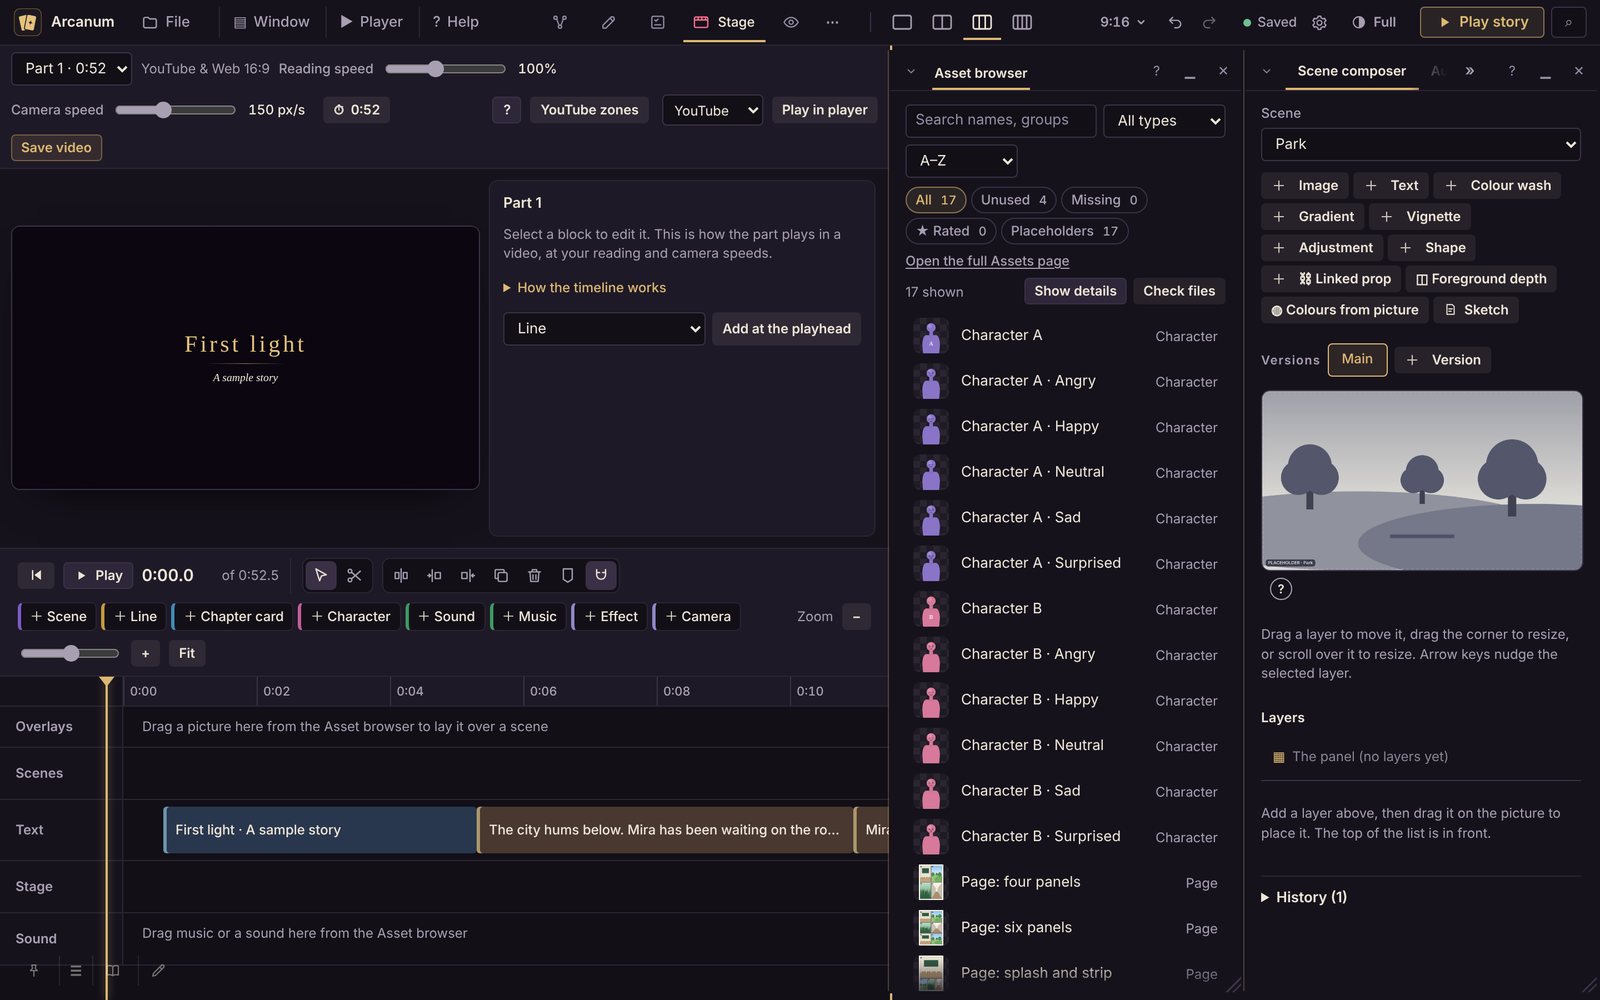 Arcanum File Window Player ? Help Stage 9:16 Saved Full Play story
Part 1 · 0:52 YouTube & Web 16:9 Reading speed 100%
Camera speed 150 px/s 0:52 ? YouTube zones YouTube Play in player
Save video
First light
A sample story
Part 1
Select a block to edit it. This is how the part plays in a
video, at your reading and camera speeds.
How the timeline works
Line Add at the playhead
Play 0:00.0 of 0:52.5
+ Scene + Line + Chapter card + Character + Sound + Music + Effect + Camera Zoom –
+ Fit
0:00 0:02 0:04 0:06 0:08 0:10
Overlays Drag a picture here from the Asset browser to lay it over a scene
Scenes
Text First light · A sample story The city hums below. Mira has been waiting on the ro... Mira
Stage
Sound Drag music or a sound here from the Asset browser
Asset browser ?
Search names, groups All types
A–Z
All 17 Unused 4 Missing 0
★ Rated 0 Placeholders 17
Open the full Assets page
17 shown Show details Check files
Character A Character
Character A · Angry Character
Character A · Happy Character
Character A · Neutral Character
Character A · Sad Character
Character A · Surprised Character
Character B Character
Character B · Angry Character
Character B · Happy Character
Character B · Neutral Character
Character B · Sad Character
Character B · Surprised Character
Page: four panels Page
Page: six panels Page
Page: splash and strip Page
Scene composer » ?
Scene
Park
+ Image + Text + Colour wash
+ Gradient + Vignette
+ Adjustment + Shape
+ Linked prop Foreground depth
Colours from picture Sketch
Versions Main + Version
PLACEHOLDER · Park
?
Drag a layer to move it, drag the corner to resize,
or scroll over it to resize. Arrow keys nudge the
selected layer.
Layers
The panel (no layers yet)
Add a layer above, then drag it on the picture to
place it. The top of the list is in front.
History (1)